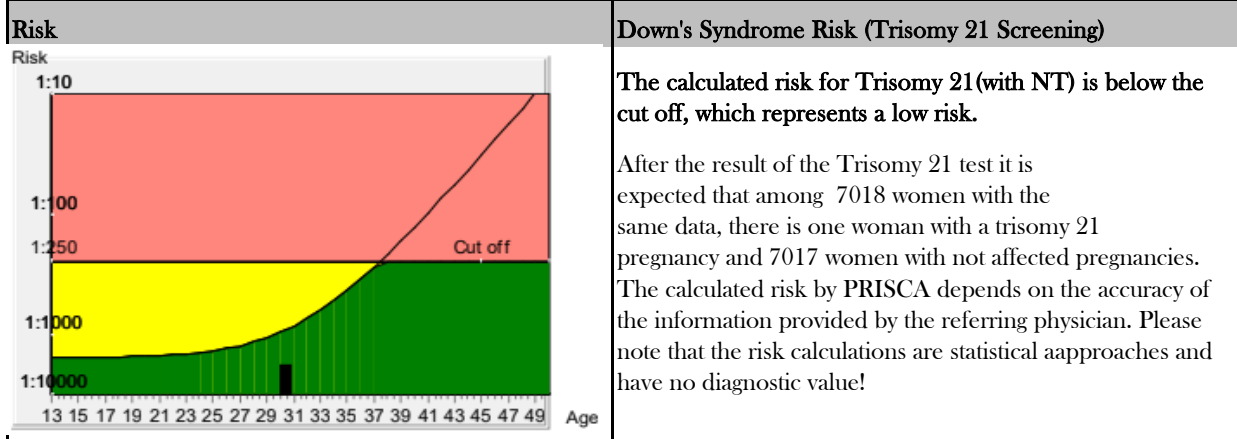 Risk
Risk
1:10
1:100
1:250
Cut off
1:1000
1:10000
13 15 17 19 21 23 25 27 29 31 33 35 37 39 41 43 45 47 49 Age
Down's Syndrome Risk (Trisomy 21 Screening)
The calculated risk for Trisomy 21(with NT) is below the
cut off, which represents a low risk.
After the result of the Trisomy 21 test it is
expected that among 7018 women with the
same data, there is one woman with a trisomy 21
pregnancy and 7017 women with not affected pregnancies.
The calculated risk by PRISCA depends on the accuracy of
the information provided by the referring physician. Please
note that the risk calculations are statistical aapproaches and
have no diagnostic value!